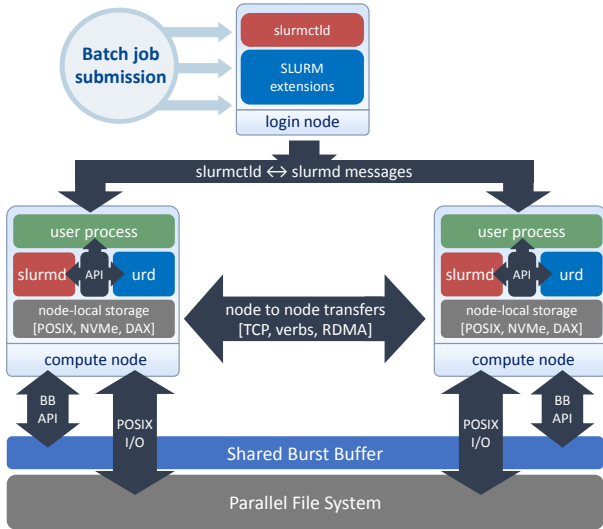 Batch job
submission
slurmctld
SLURM
extensions
login node
slurmctld ↔ slurmd messages
user process
slurmd
API
urd
node-local storage
[POSIX, NVMe, DAX]
compute node
node to node transfers
[TCP, verbs, RDMA]
user process
slurmd
API
urd
node-local storage
[POSIX, NVMe, DAX]
compute node
BB
API
POSIX
I/O
POSIX
I/O
BB
API
Shared Burst Buffer
Parallel File System